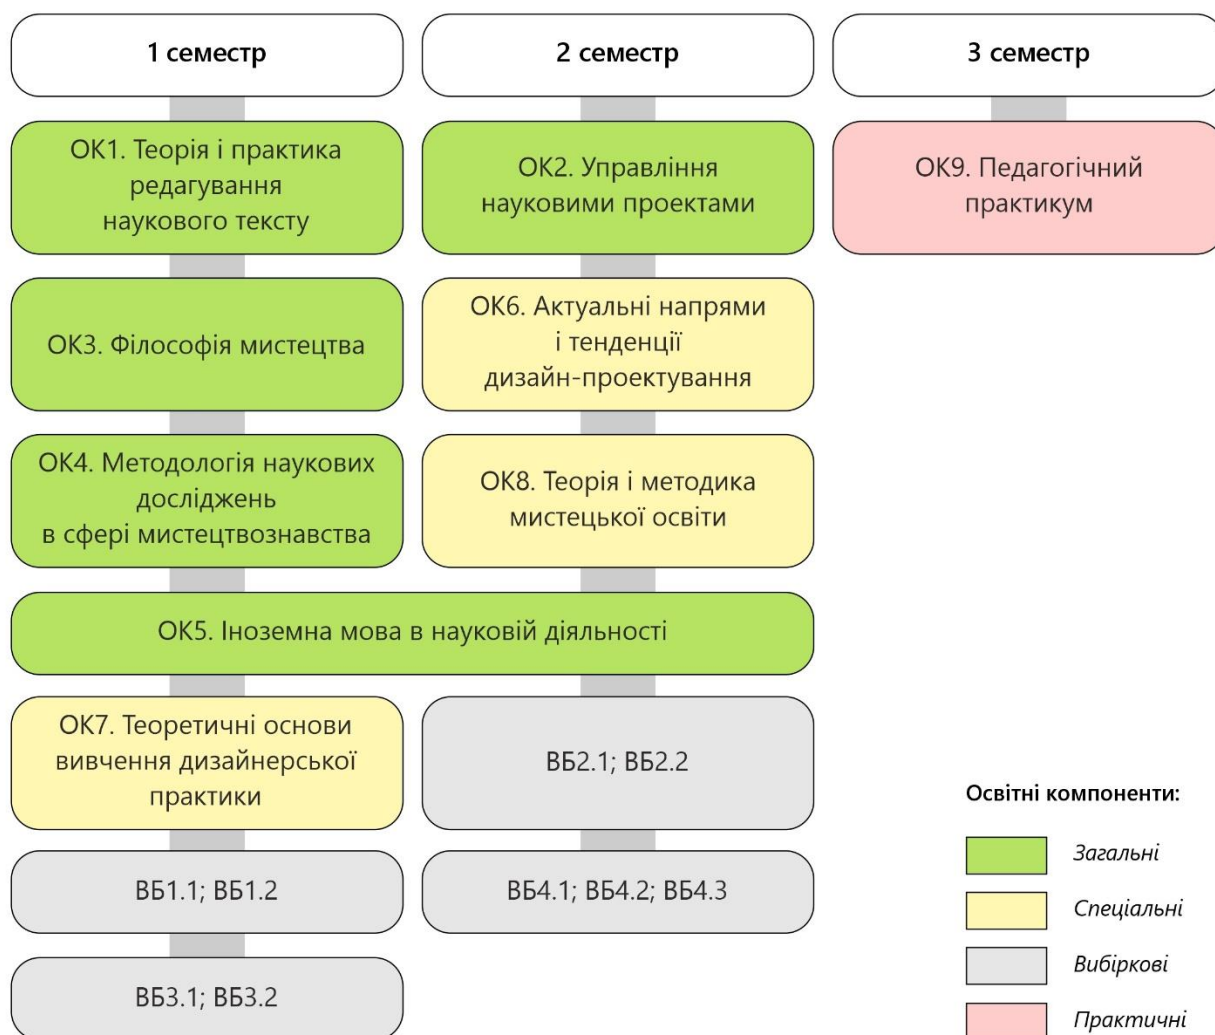 1 семестр
2 семестр
3 семестр
ОК1. Теорія і практика
редагування
наукового тексту
ОК2. Управління
науковими проектами
ОК9. Педагогічний
практикум
ОК3. Філософія мистецтва
ОК6. Актуальні напрями
і тенденції
дизайн-проектування
ОК4. Методологія наукових
досліджень
в сфері мистецтвознавства
ОК8. Теорія і методика
мистецької освіти
ОК5. Іноземна мова в науковій діяльності
ОК7. Теоретичні основи
вивчення дизайнерської
практики
ВБ2.1; ВБ2.2
ВБ1.1; ВБ1.2
ВБ4.1; ВБ4.2; ВБ4.3
ВБ3.1; ВБ3.2
Освітні компоненти:
Загальні
Спеціальні
Вибіркові
Практичні